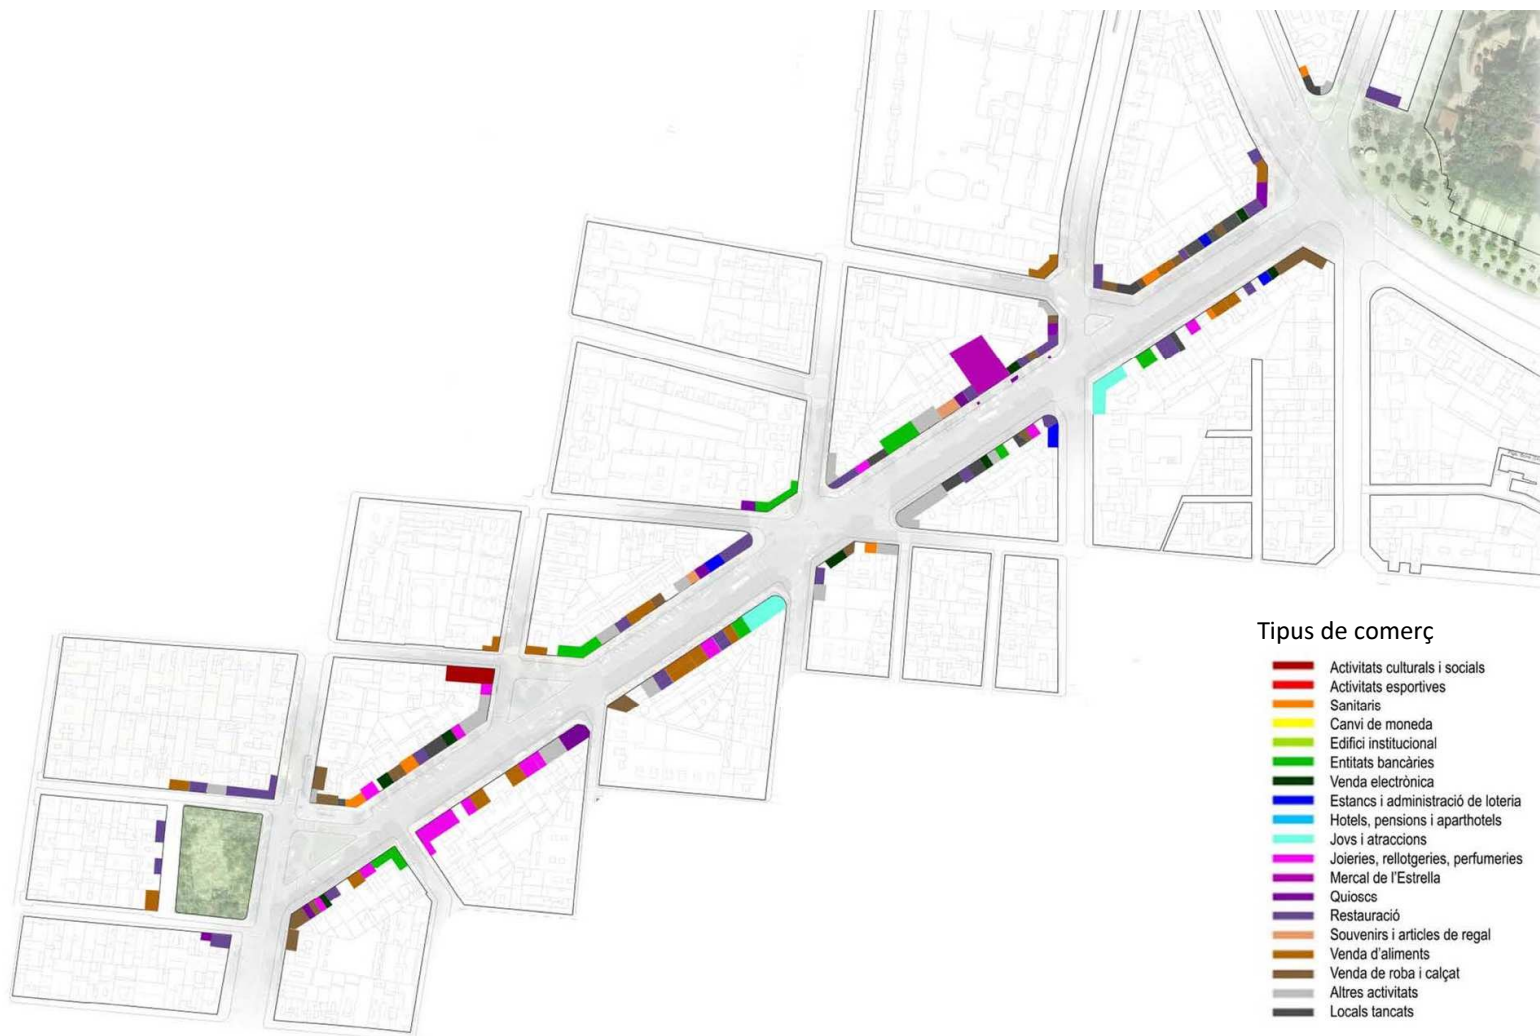 Tipus de comerç
Activitats culturals i socials
Activitats esportives
Sanitaris
Canvi de moneda
Edifici institucional
Entitats bancàries
Venda electrònica
Estancs i administració de loteria
Hotels, pensions i aparthotels
Jovs i atraccions
Joieries, rellotgeries, perfumeries
Mercal de l'Estrella
Quioscs
Restauració
Souvenirs i articles de regal
Venda d'aliments
Venda de roba i calçat
Altres activitats
Locals tancats